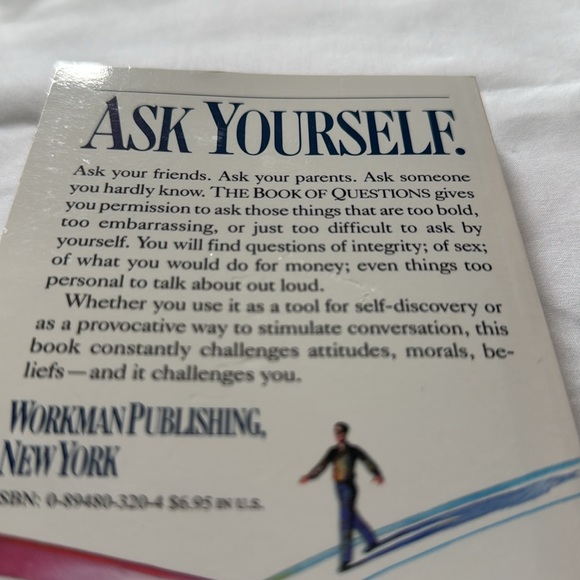 ASK YOURSELF.
Ask your friends. Ask your parents. Ask someone
you hardly know. THE BOOK OF QUESTIONS gives
you permission to ask those things that are too bold,
too embarrassing, or just too difficult to ask by
yourself. You will find questions of integrity; of sex;
of what you would do for money; even things too
personal to talk about out loud.
Whether you use it as a tool for self-discovery or
as a provocative way to stimulate conversation, this
book constantly challenges attitudes, morals, be-
liefs—and it challenges you.
WORKMAN PUBLISHING,
NEW YORK
SBN: 0-89480-320-4 $6.95 IN U.S.